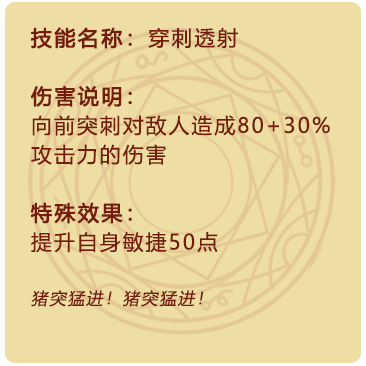 技能名称：穿刺透射
伤害说明：
向前突刺对敌人造成80+30%
攻击力的伤害
特殊效果：
提升自身敏捷50点
猪突猛进！猪突猛进！